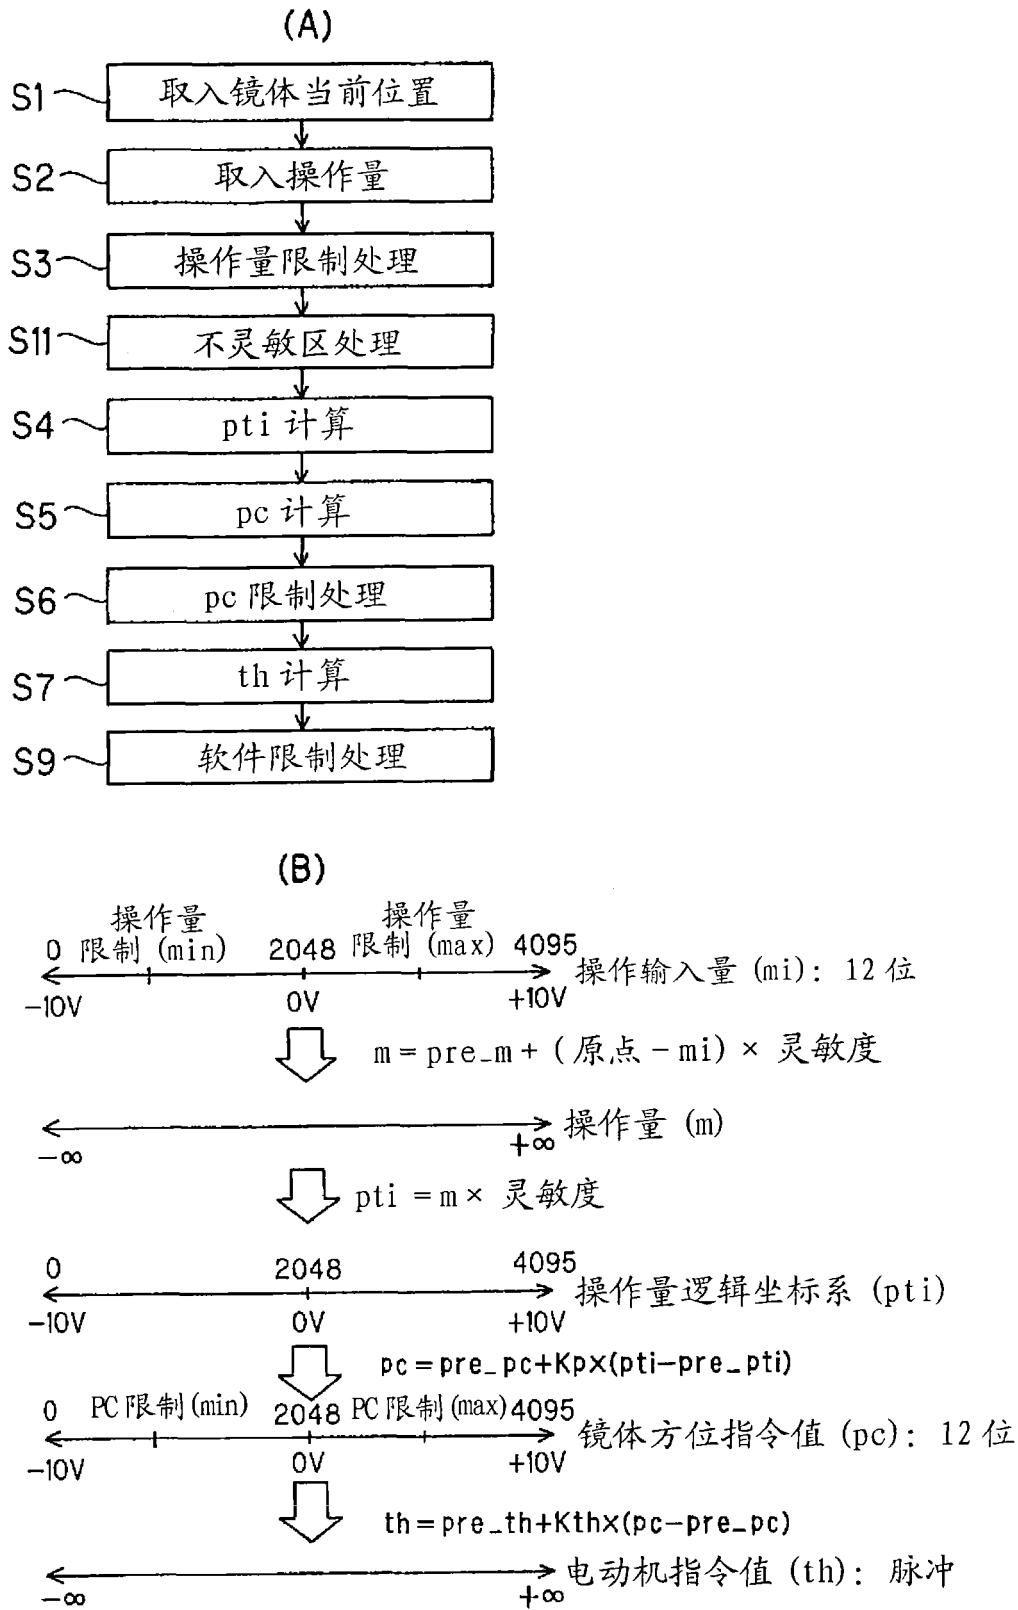 (A)
S1 取入镜体当前位置
S2 取入操作量
S3 操作量限制处理
S11 不灵敏区处理
S4 pti 计算
S5 pc 计算
S6 pc 限制处理
S7 th 计算
S9 软件限制处理
(B)
操作量 操作量
0 限制 (min) 2048 限制 (max) 4095
操作输入量 (mi): 12 位
-10V 0V +10V
m = pre_m + (原点 - mi) × 灵敏度
操作量 (m)
-∞ +∞
pti = m × 灵敏度
0 2048 4095
操作量逻辑坐标系 (pti)
-10V 0V +10V
pc=pre_pc+Kp×(pti-pre_pti)
0 PC限制(min) 2048 PC限制(max) 4095
镜体方位指令值 (pc): 12 位
-10V 0V +10V
th=pre_th+Kth×(pc-pre_pc)
电动机指令值 (th): 脉冲
-∞ +∞